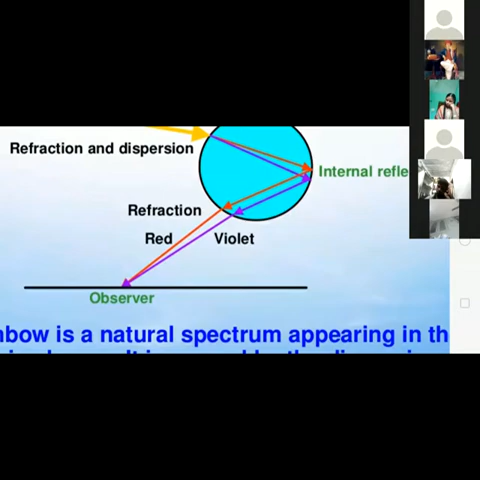 Refraction and dispersion
Internal refle
Refraction
Red
Violet
Observer
nbow is a natural spectrum appearing in th